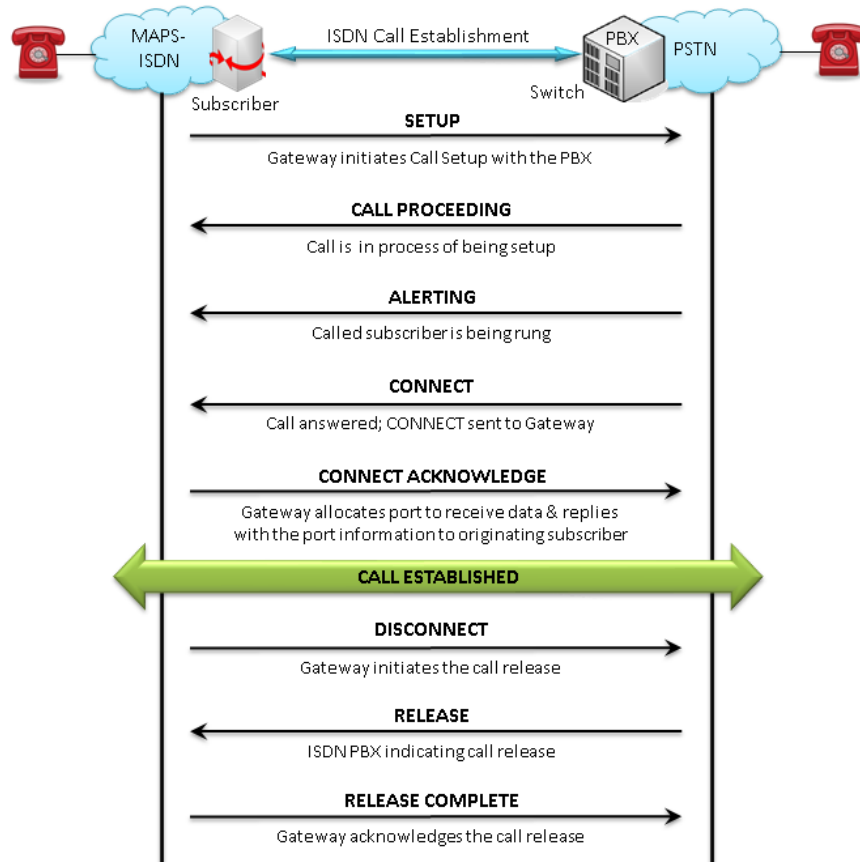 MAPS-
ISDN
ISDN Call Establishment
PBX
PSTN
Subscriber
Switch
SETUP
Gateway initiates Call Setup with the PBX
CALL PROCEEDING
Call is in process of being setup
ALERTING
Called subscriber is being rung
CONNECT
Call answered; CONNECT sent to Gateway
CONNECT ACKNOWLEDGE
Gateway allocates port to receive data & replies
with the port information to originating subscriber
CALL ESTABLISHED
DISCONNECT
Gateway initiates the call release
RELEASE
ISDN PBX indicating call release
RELEASE COMPLETE
Gateway acknowledges the call release